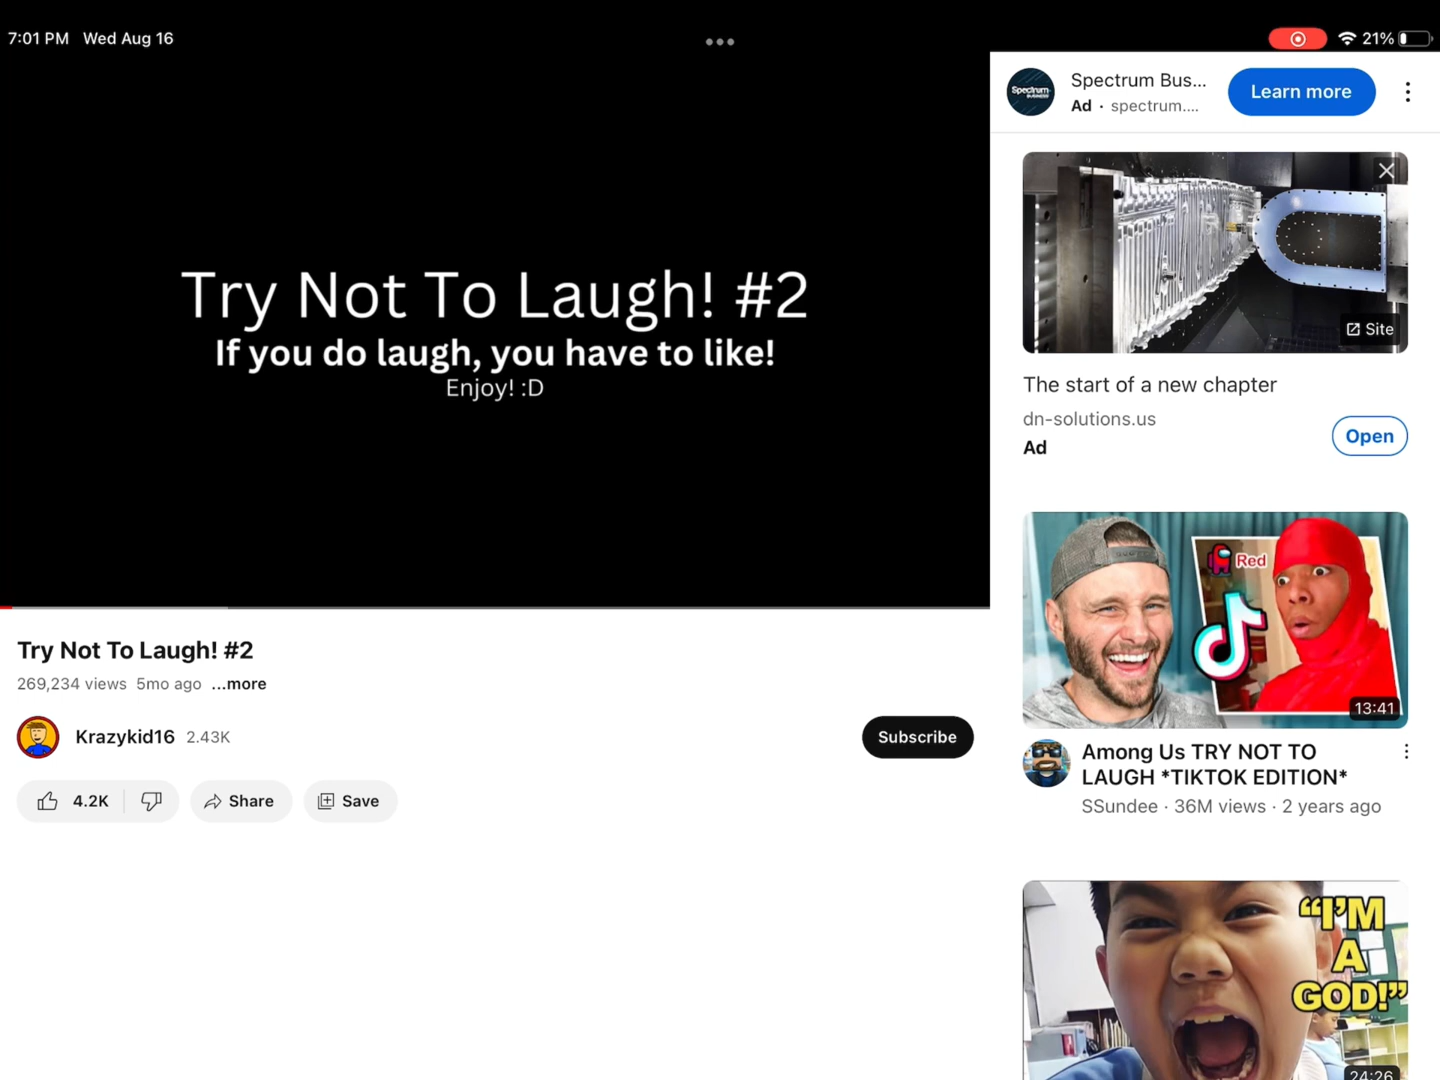 7:01 PM Wed Aug 16
21%
Try Not To Laugh! #2
If you do laugh, you have to like!
Enjoy! :D
Try Not To Laugh! #2
269,234 views 5mo ago ...more
Krazykid16 2.43K
Subscribe
4.2K
Share
Save
Spectrum
BUSINESS
Spectrum Bus...
Ad · spectrum....
Learn more
Site
The start of a new chapter
dn-solutions.us
Ad
Open
Red
13:41
Among Us TRY NOT TO
LAUGH *TIKTOK EDITION*
SSundee · 36M views · 2 years ago
“I’M
A
GOD!”
24:26